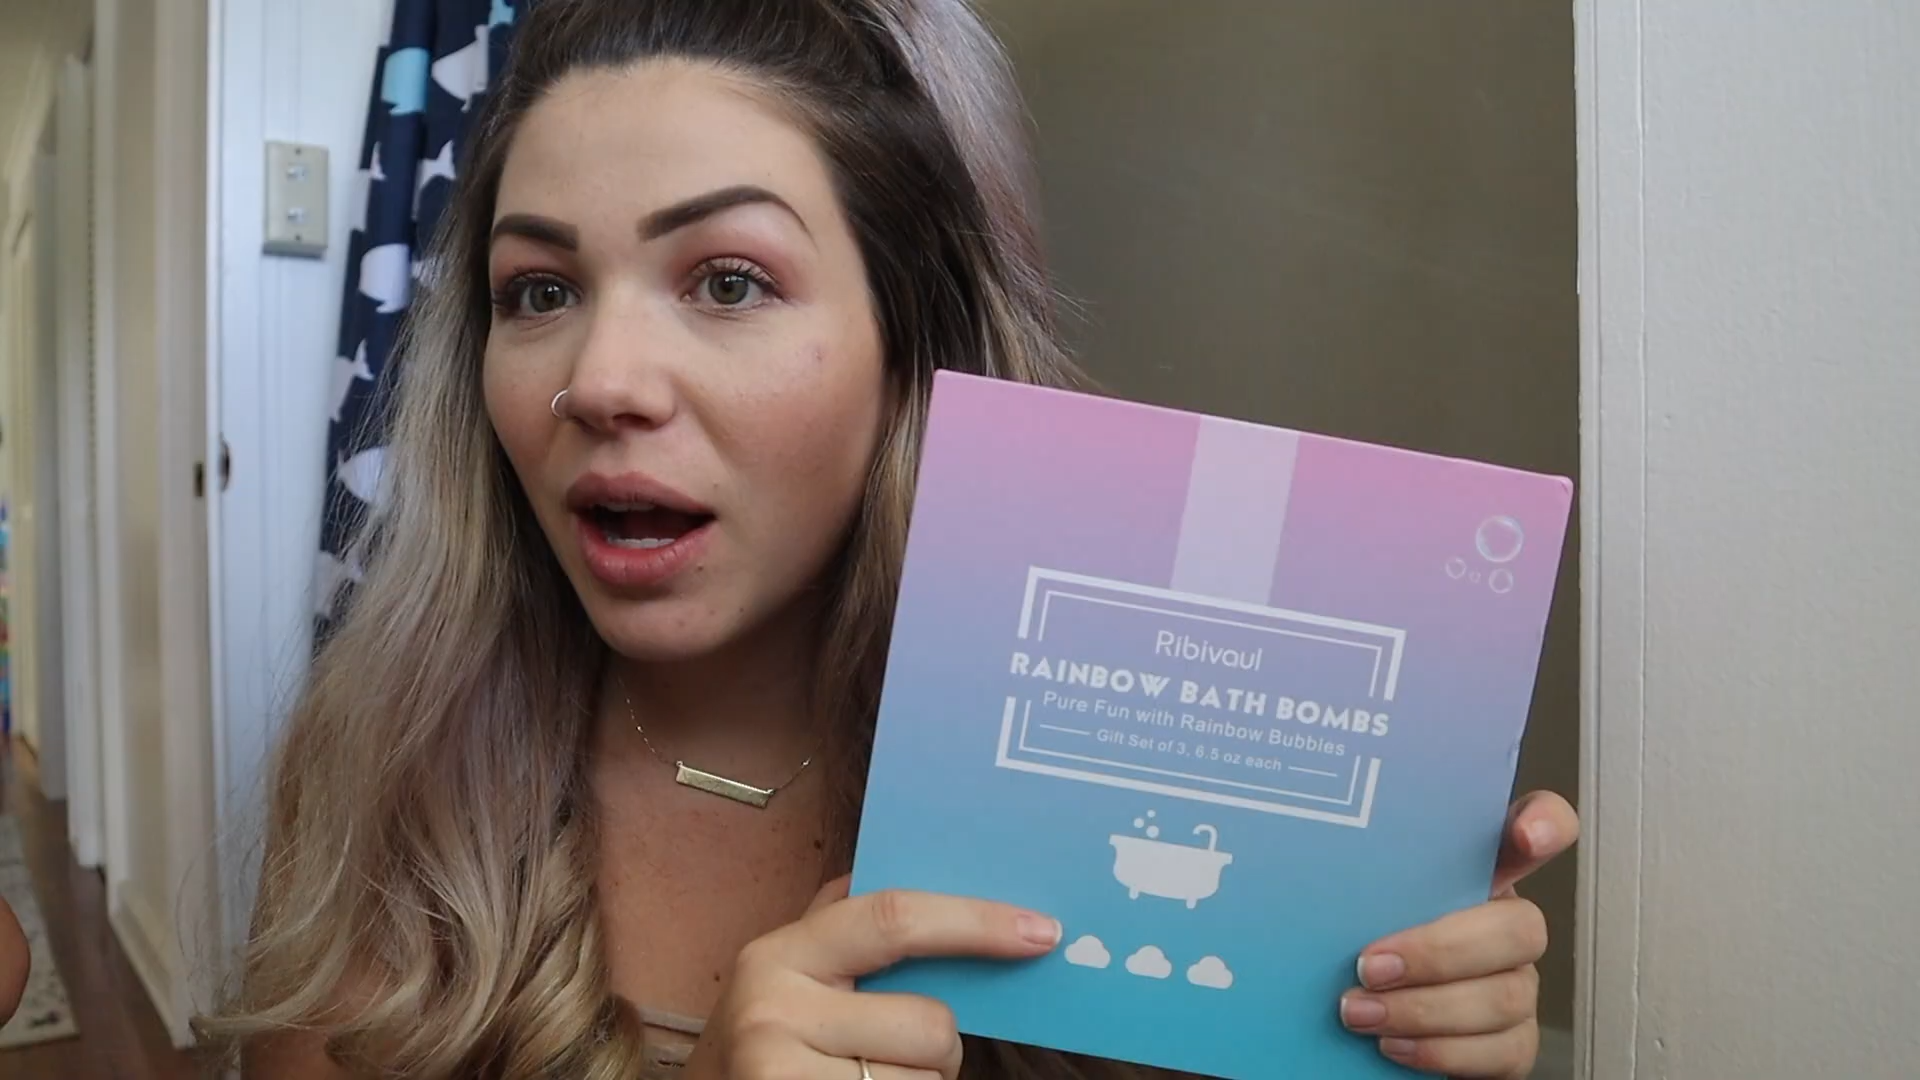 Ribivaul
RAINBOW BATH BOMBS
Pure Fun with Rainbow Bubbles
Gift Set of 3, 6.5 oz each